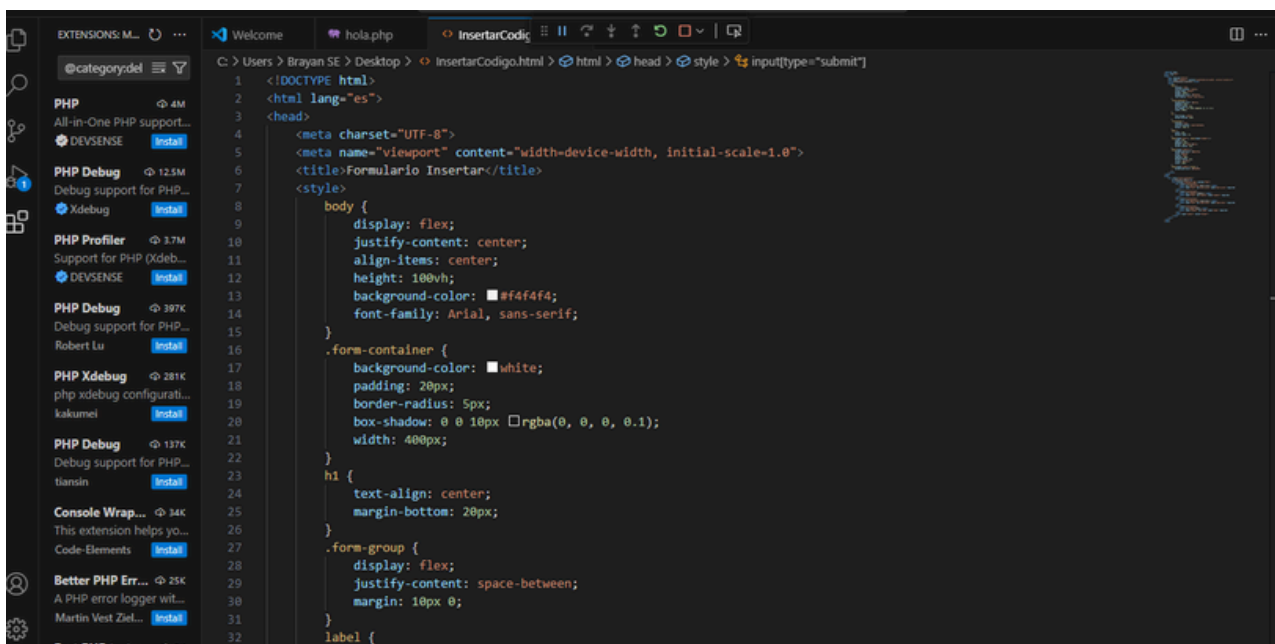 EXTENSIONS: M...
@category:del
PHP 4M
All-in-One PHP support...
DEVSENSE Install
PHP Debug 12.5M
Debug support for PHP...
Xdebug Install
PHP Profiler 3.7M
Support for PHP (Xdeb...
DEVSENSE Install
PHP Debug 397K
Debug support for PHP...
Robert Lu Install
PHP Xdebug 281K
php xdebug configurati...
kakumei Install
PHP Debug 137K
Debug support for PHP...
tiansin Install
Console Wrap... 34K
This extension helps yo...
Code-Elements Install
Better PHP Err... 25K
A PHP error logger wit...
Martin Vest Ziel... Install
1
Welcome hola.php InsertarCodig
C: > Users > Brayan SE > Desktop > InsertarCodigo.html > html > head > style > input[type="submit"]
1 <!DOCTYPE html>
2 <html lang="es">
3 <head>
4 <meta charset="UTF-8">
5 <meta name="viewport" content="width=device-width, initial-scale=1.0">
6 <title>Formulario Insertar</title>
7 <style>
8 body {
9 display: flex;
10 justify-content: center;
11 align-items: center;
12 height: 100vh;
13 background-color: #f4f4f4;
14 font-family: Arial, sans-serif;
15 }
16 .form-container {
17 background-color: white;
18 padding: 20px;
19 border-radius: 5px;
20 box-shadow: 0 0 10px rgba(0, 0, 0, 0.1);
21 width: 400px;
22 }
23 h1 {
24 text-align: center;
25 margin-bottom: 20px;
26 }
27 .form-group {
28 display: flex;
29 justify-content: space-between;
30 margin: 10px 0;
31 }
32 label {